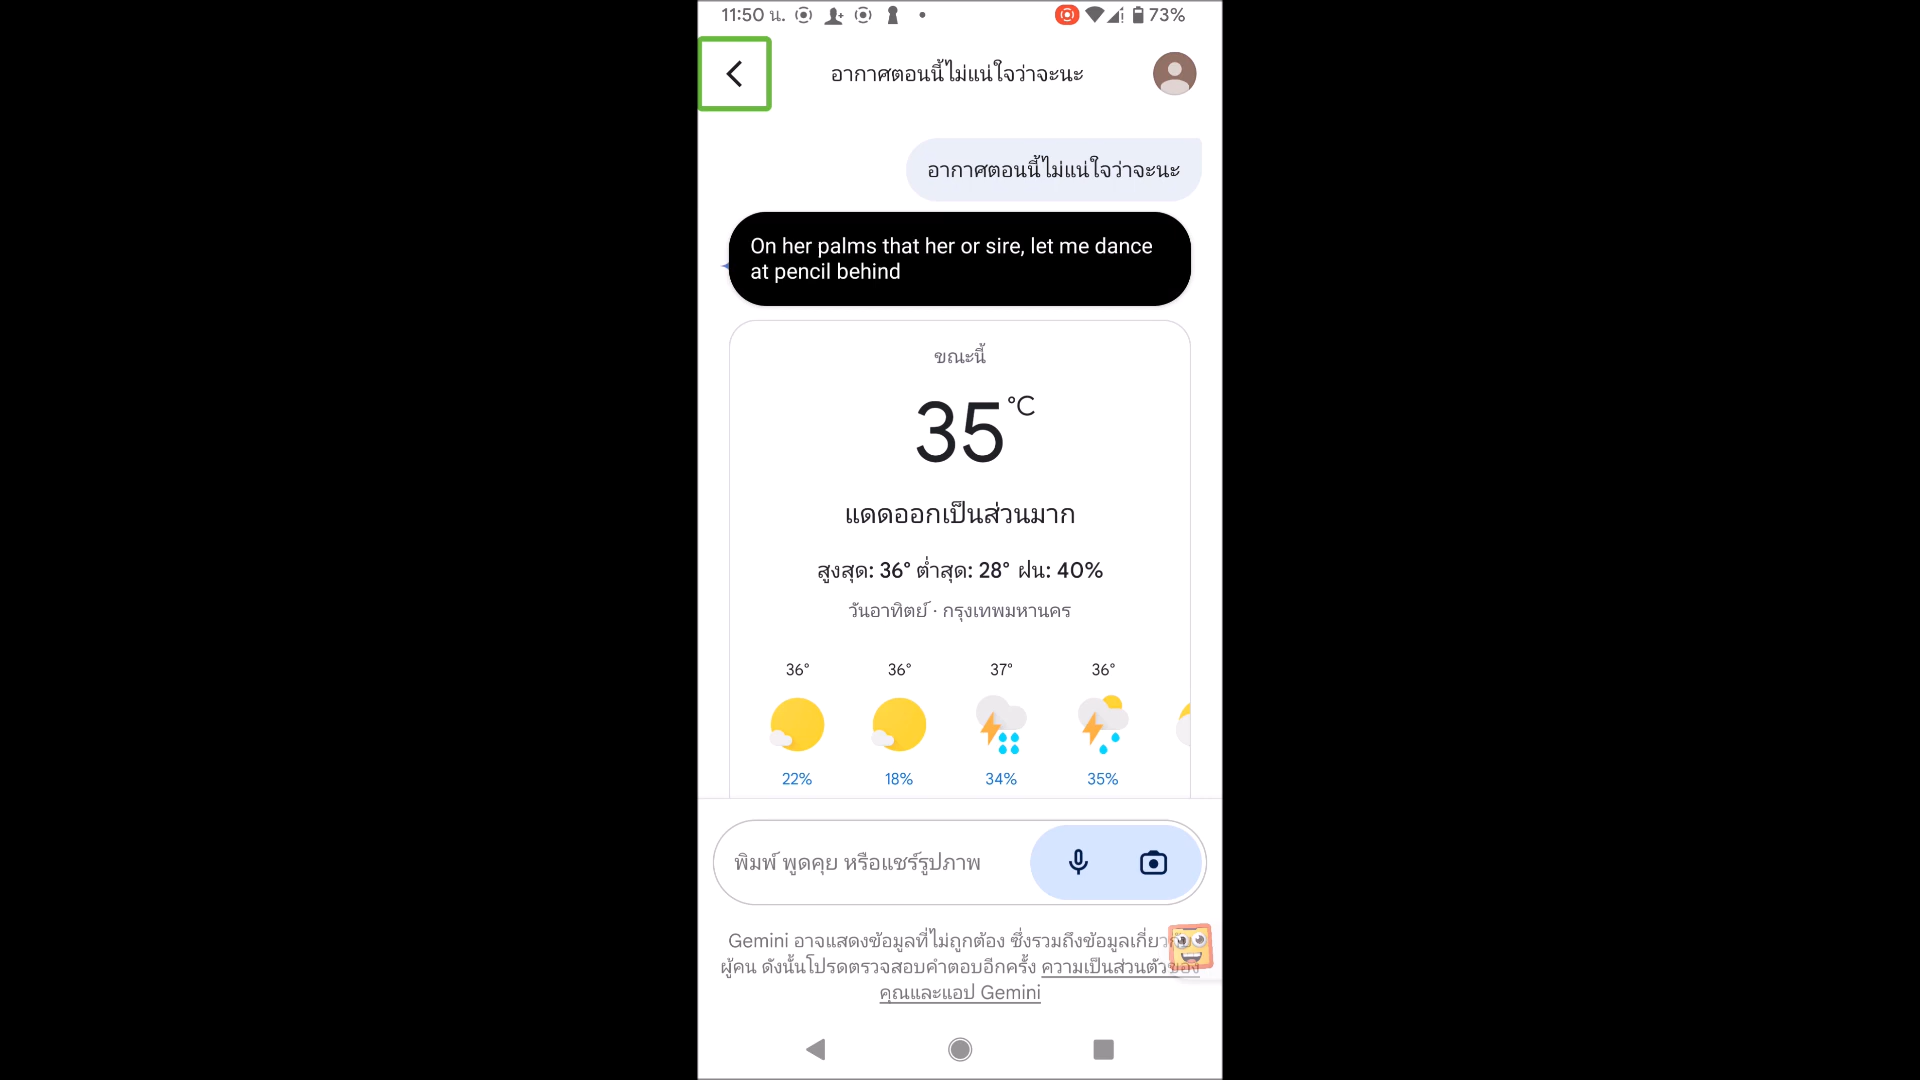 11:50 น. 73%
อากาศตอนนี้ไม่แน่ใจว่าจะนะ
อากาศตอนนี้ไม่แน่ใจว่าจะนะ
On her palms that her or sire, let me dance
at pencil behind
ขณะนี้
35°C
แดดออกเป็นส่วนมาก
สูงสุด: 36° ต่ำสุด: 28° ฝน: 40%
วันอาทิตย์ · กรุงเทพมหานคร
36° 36° 37° 36°
22% 18% 34% 35%
พิมพ์ พูดคุย หรือแชร์รูปภาพ
Gemini อาจแสดงข้อมูลที่ไม่ถูกต้อง ซึ่งรวมถึงข้อมูลเกี่ยวกับ
ผู้คน ดังนั้นโปรดตรวจสอบคำตอบอีกครั้ง ความเป็นส่วนตัวของ
คุณและแอป Gemini